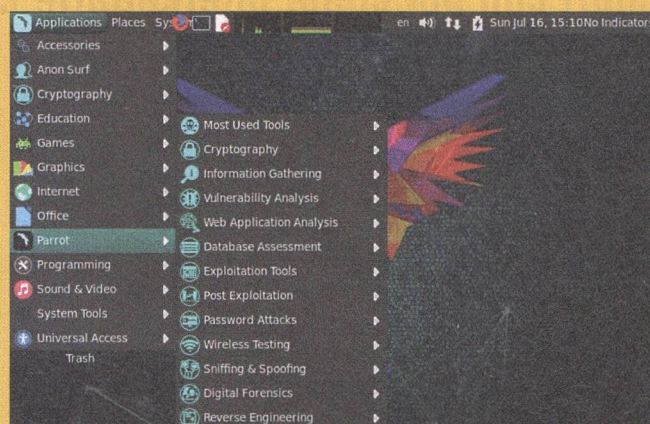 Applications Places System en Sun Jul 16, 15:10 No Indicators
Accessories
Anon Surf
Cryptography
Education
Games
Graphics
Internet
Office
Parrot
Programming
Sound & Video
System Tools
Universal Access
Trash
Most Used Tools
Cryptography
Information Gathering
Vulnerability Analysis
Web Application Analysis
Database Assessment
Exploitation Tools
Post Exploitation
Password Attacks
Wireless Testing
Sniffing & Spoofing
Digital Forensics
Reverse Engineering